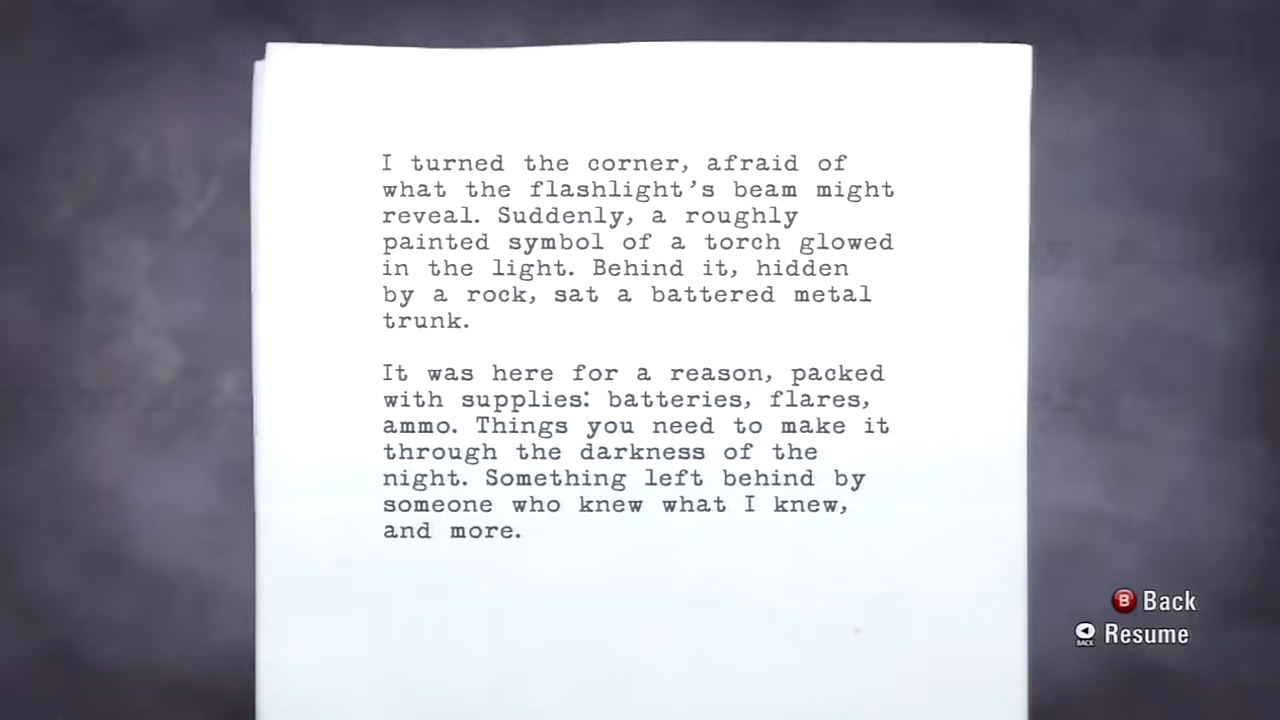 I turned the corner, afraid of
what the flashlight's beam might
reveal. Suddenly, a roughly
painted symbol of a torch glowed
in the light. Behind it, hidden
by a rock, sat a battered metal
trunk.
It was here for a reason, packed
with supplies: batteries, flares,
ammo. Things you need to make it
through the darkness of the
night. Something left behind by
someone who knew what I knew,
and more.
B Back
BACK Resume